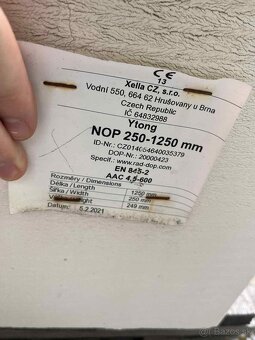 CE
13
Xella CZ, s.r.o.
Vodní 550, 664 62 Hrušovany u Brna
Czech Republic
IČ 64832988
Ytong
NOP 250-1250 mm
ID-Nr.: CZ014654640035379
DOP-Nr.: 20000423
Specif.: www.rad-dop.com
EN 845-2
AAC 4,5-600
Rozměry / Dimensions
Délka / Length 1250 mm
Šířka / Width 250 mm
ght 249 mm
Datum: 5.2.2021